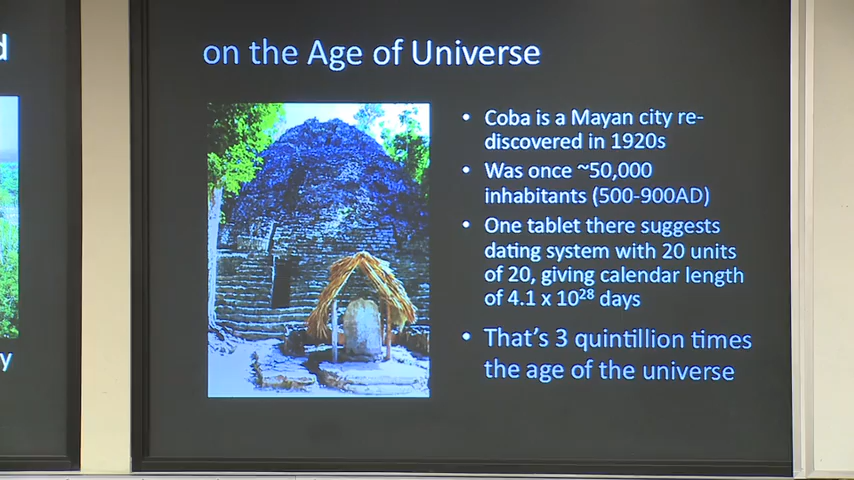 d
y
on the Age of Universe
• Coba is a Mayan city re-
discovered in 1920s
• Was once ~50,000
inhabitants (500-900AD)
• One tablet there suggests
dating system with 20 units
of 20, giving calendar length
of 4.1 x 10²⁸ days
• That's 3 quintillion times
the age of the universe